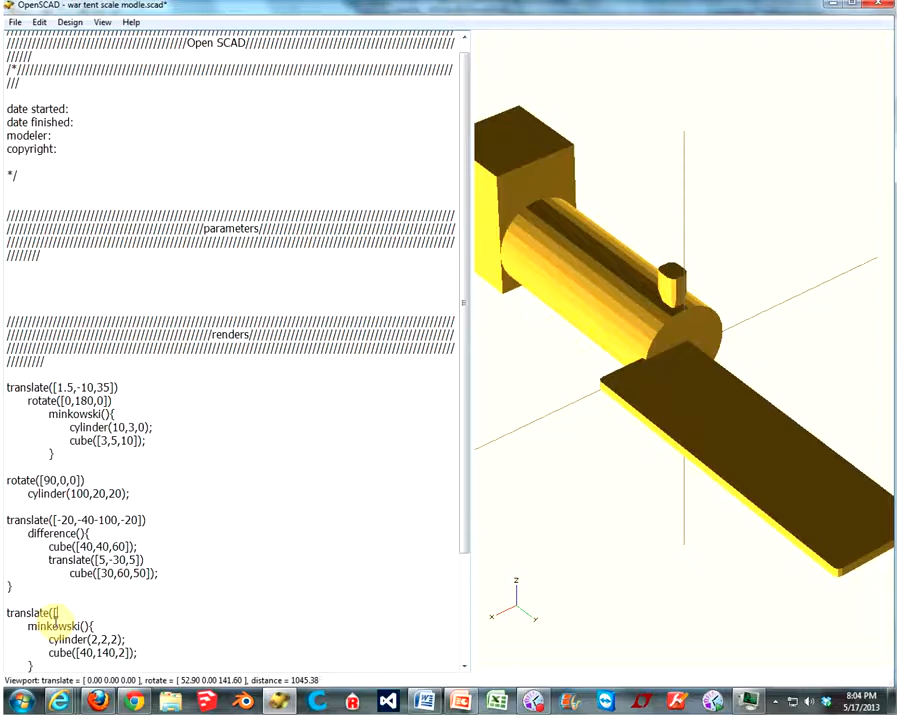 OpenSCAD - war tent scale modle.scad*
File Edit Design View Help
//////////////////////////////////////////Open SCAD/////////////////////////////////////////////////
//////
/*///////////////////////////////////////////////////////////////////////////////////////////////////////
///
date started:
date finished:
modeler:
copyright:
*/
//////////////////////////////////////////////////////////////////////////////////////////////////////////
///////////////////////////////////////////////parameters//////////////////////////////////////////////
//////////////////////////////////////////////////////////////////////////////////////////////////////////
////////
//////////////////////////////////////////////////////////////////////////////////////////////////////////
/////////////////////////////////////////////////renders////////////////////////////////////////////////
//////////////////////////////////////////////////////////////////////////////////////////////////////////
/////////
translate([1.5,-10,35])
rotate([0,180,0])
minkowski(){
cylinder(10,3,0);
cube([3,5,10]);
}
rotate([90,0,0])
cylinder(100,20,20);
translate([-20,-40-100,-20])
difference(){
cube([40,40,60]);
translate([5,-30,5])
cube([30,60,50]);
}
translate([
minkowski(){
cylinder(2,2,2);
cube([40,140,2]);
}
z
x
y
Viewport: translate = [ 0.00 0.00 0.00 ], rotate = [ 52.90 0.00 141.60 ], distance = 1045.38
8:04 PM
5/17/2013